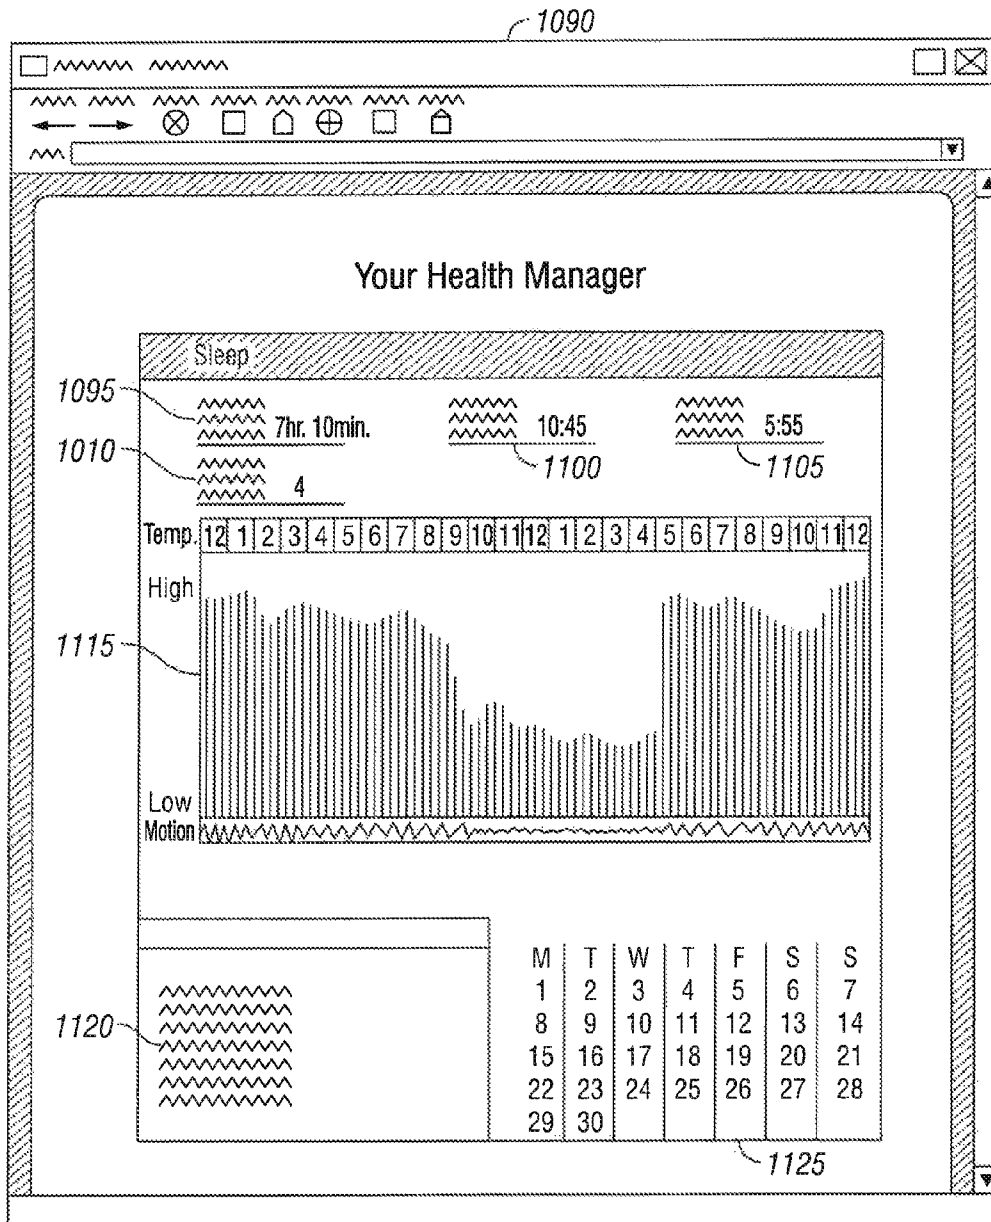 1090
Your Health Manager
Sleep
1095
7hr. 10min.
10:45
5:55
1100
1105
1010
4
Temp. 12 1 2 3 4 5 6 7 8 9 10 11 12 1 2 3 4 5 6 7 8 9 10 11 12
High
1115
Low
Motion
M T W T F S S
1 2 3 4 5 6 7
8 9 10 11 12 13 14
15 16 17 18 19 20 21
22 23 24 25 26 27 28
29 30
1120
1125